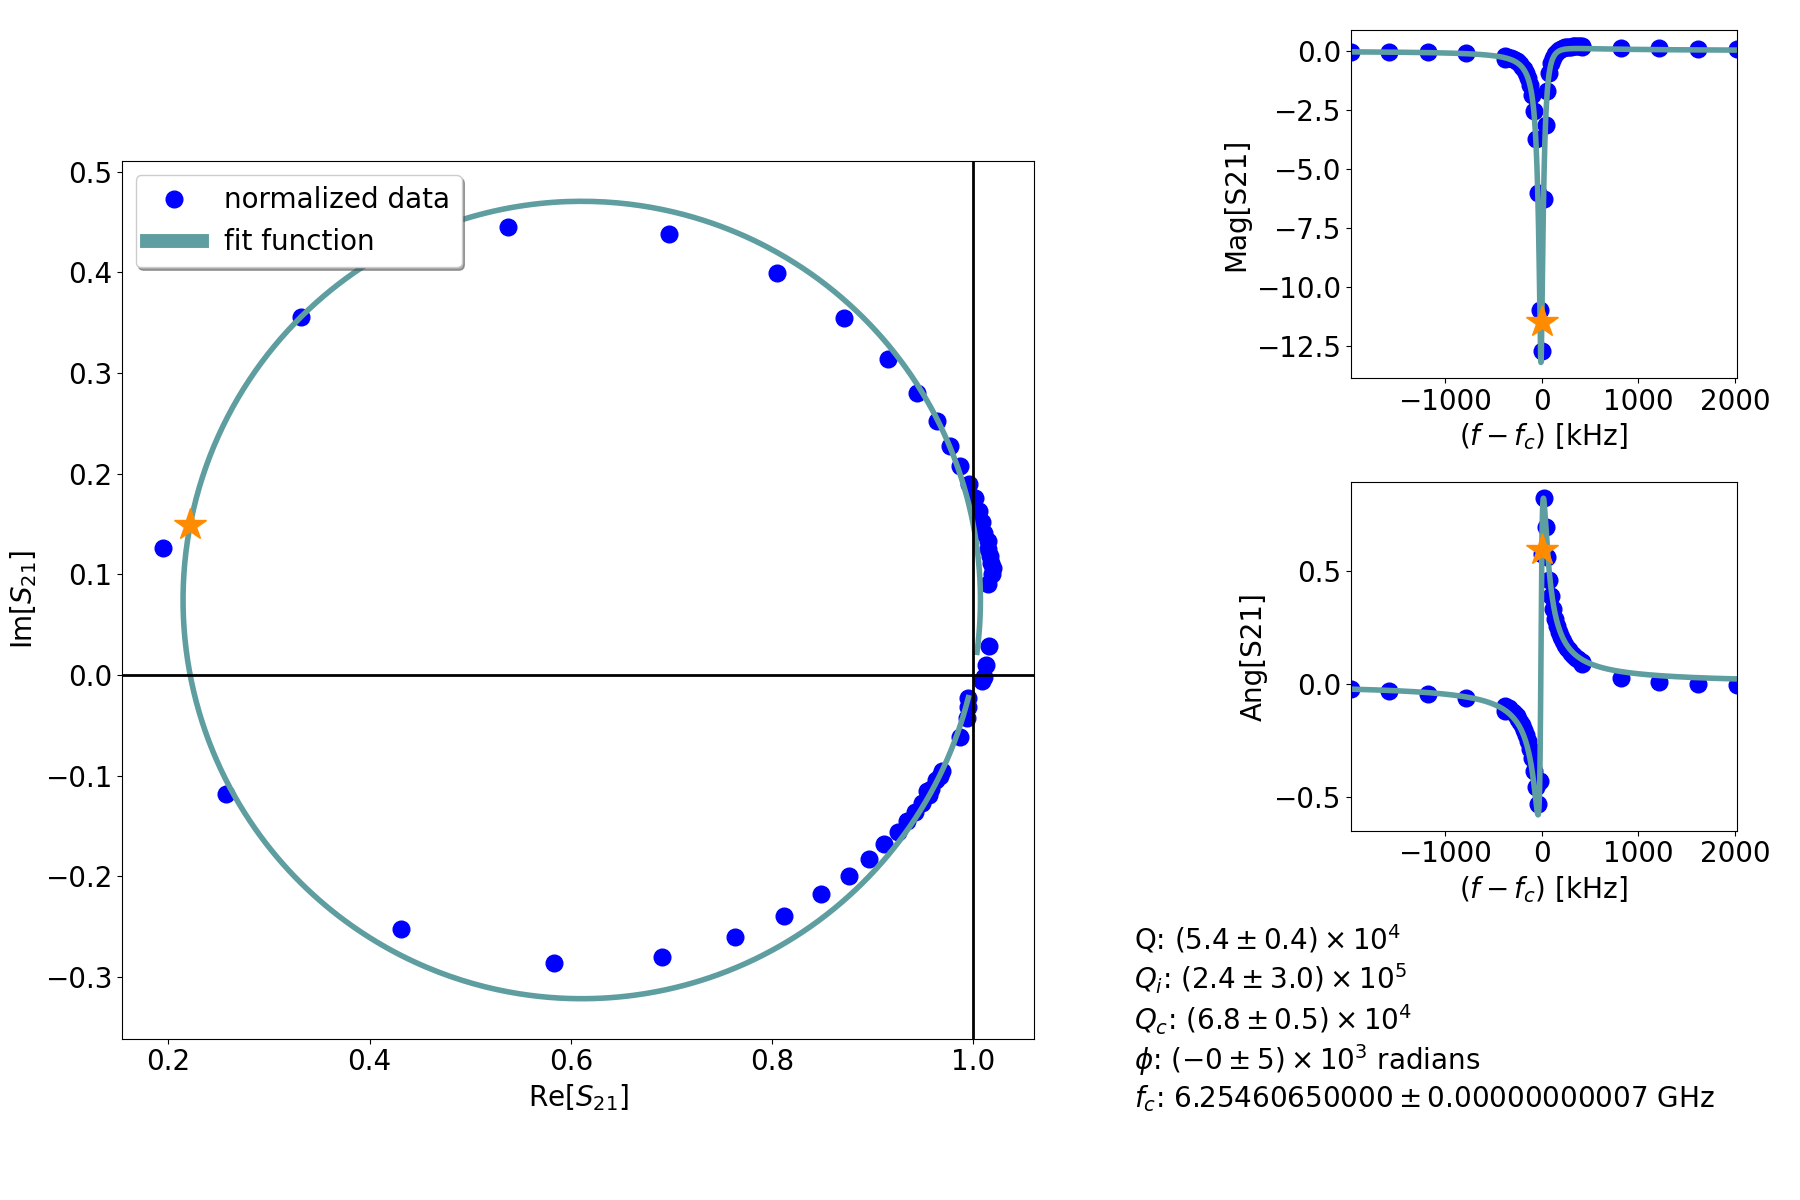 normalized data
fit function
0.5
0.4
0.3
0.2
0.1
0.0
−0.1
−0.2
−0.3
Im[S21]
0.2 0.4 0.6 0.8 1.0
Re[S21]
0.0
−2.5
−5.0
−7.5
−10.0
−12.5
Mag[S21]
−1000 0 1000 2000
(f − fc) [kHz]
0.5
0.0
−0.5
Ang[S21]
−1000 0 1000 2000
(f − fc) [kHz]
Q: (5.4 ± 0.4) × 10^4
Qi: (2.4 ± 3.0) × 10^5
Qc: (6.8 ± 0.5) × 10^4
ϕ: (−0 ± 5) × 10^3 radians
fc: 6.25460650000 ± 0.00000000007 GHz